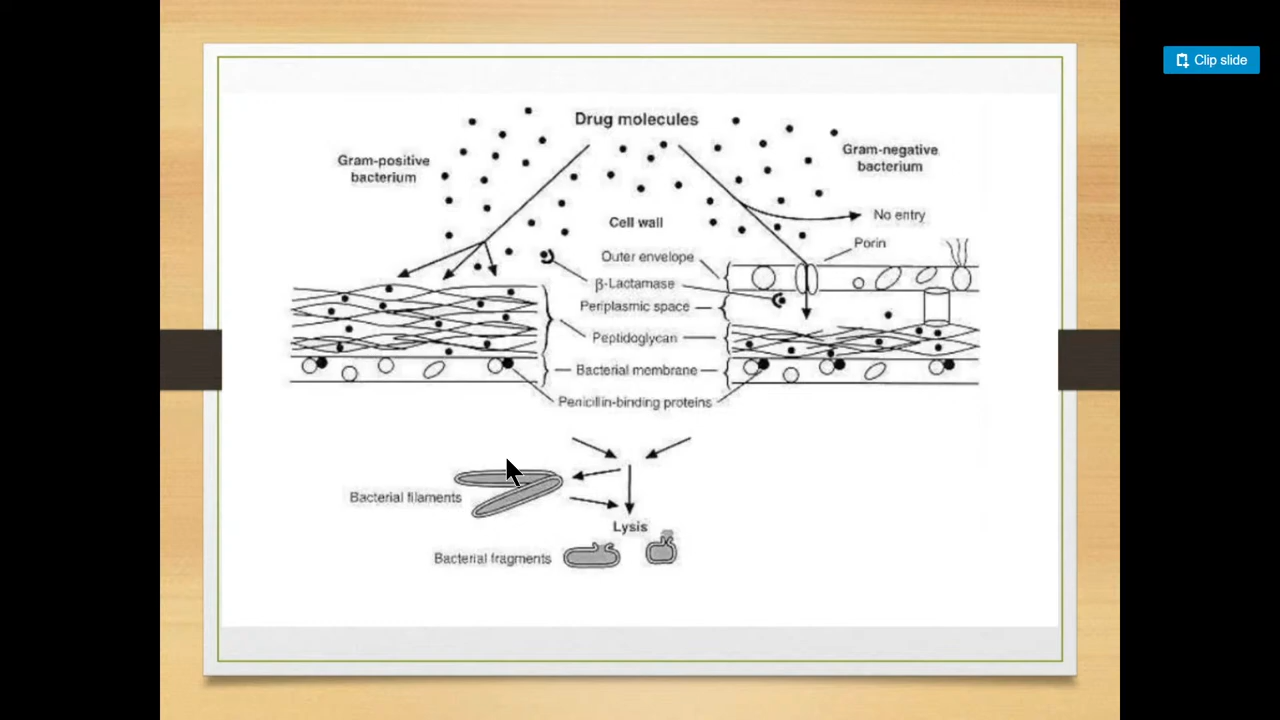 Clip slide
Drug molecules
Gram-positive
bacterium
Gram-negative
bacterium
No entry
Cell wall
Porin
Outer envelope
β-Lactamase
Periplasmic space
Peptidoglycan
Bacterial membrane
Penicillin-binding proteins
Bacterial filaments
Lysis
Bacterial fragments